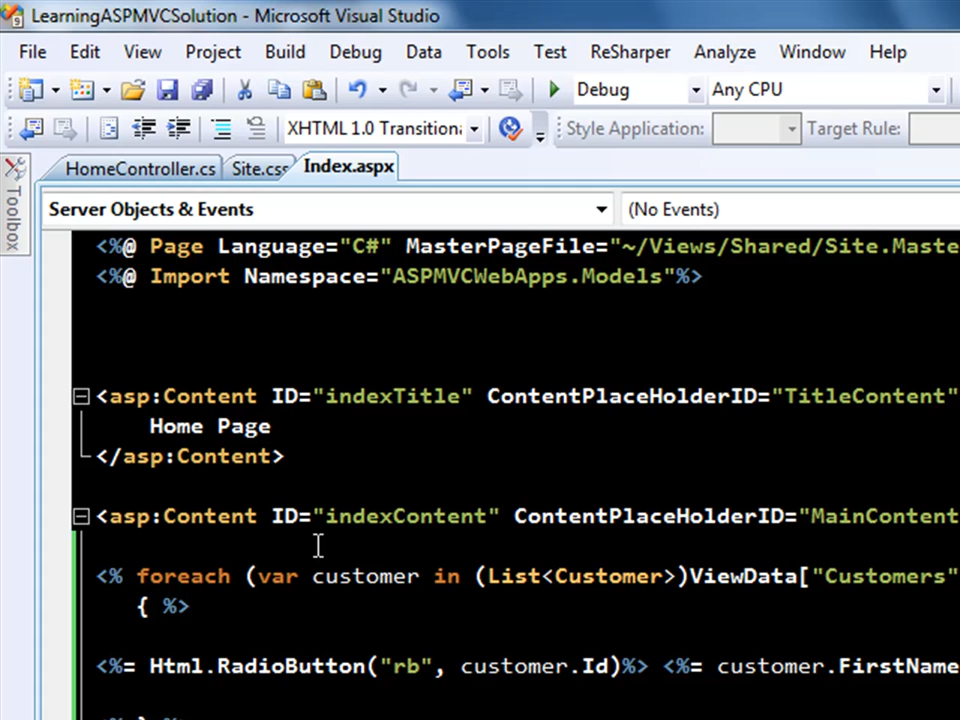 LearningASPMVCSolution - Microsoft Visual Studio
File Edit View Project Build Debug Data Tools Test ReSharper Analyze Window Help
Debug Any CPU
XHTML 1.0 Transition Style Application: Target Rule:
HomeController.cs Site.css Index.aspx
Toolbox
Server Objects & Events (No Events)
<%@ Page Language="C#" MasterPageFile="~/Views/Shared/Site.Maste
<%@ Import Namespace="ASPMVCWebApps.Models"%>
<asp:Content ID="indexTitle" ContentPlaceHolderID="TitleContent"
Home Page
</asp:Content>
<asp:Content ID="indexContent" ContentPlaceHolderID="MainContent
<% foreach (var customer in (List<Customer>)ViewData["Customers"
{ %>
<%= Html.RadioButton("rb", customer.Id)%> <%= customer.FirstName